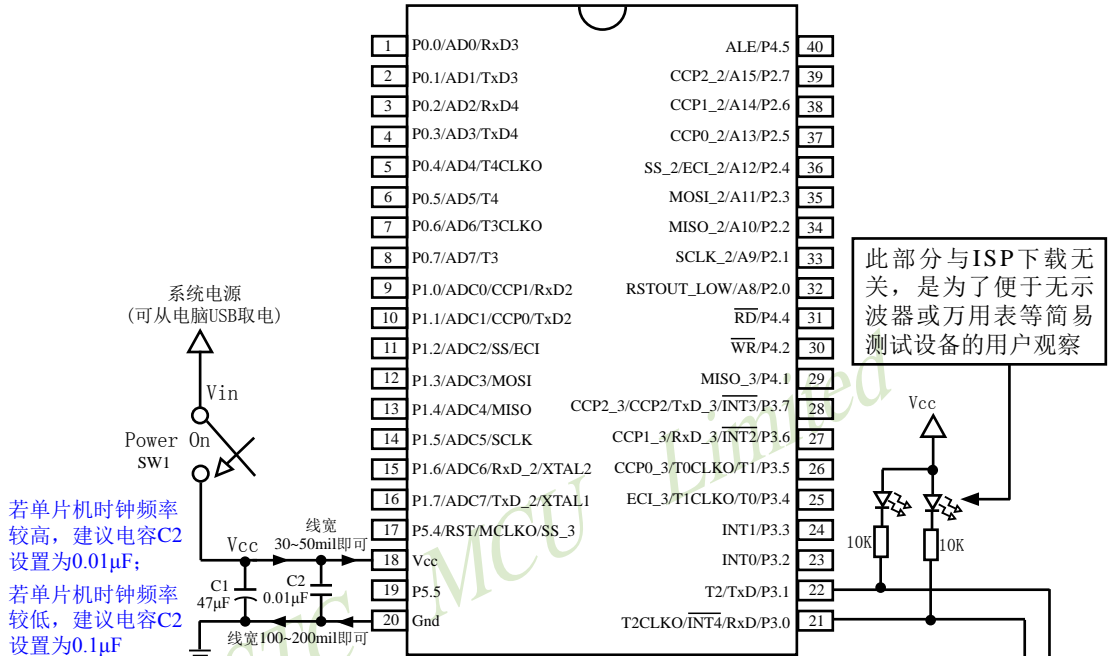 1 P0.0/AD0/RxD3
2 P0.1/AD1/TxD3
3 P0.2/AD2/RxD4
4 P0.3/AD3/TxD4
5 P0.4/AD4/T4CLKO
6 P0.5/AD5/T4
7 P0.6/AD6/T3CLKO
8 P0.7/AD7/T3
9 P1.0/ADC0/CCP1/RxD2
10 P1.1/ADC1/CCP0/TxD2
11 P1.2/ADC2/SS/ECI
12 P1.3/ADC3/MOSI
13 P1.4/ADC4/MISO
14 P1.5/ADC5/SCLK
15 P1.6/ADC6/RxD_2/XTAL2
16 P1.7/ADC7/TxD_2/XTAL1
17 P5.4/RST/MCLKO/SS_3
18 Vcc
19 P5.5
20 Gnd
ALE/P4.5 40
CCP2_2/A15/P2.7 39
CCP1_2/A14/P2.6 38
CCP0_2/A13/P2.5 37
SS_2/ECI_2/A12/P2.4 36
MOSI_2/A11/P2.3 35
MISO_2/A10/P2.2 34
SCLK_2/A9/P2.1 33
RSTOUT_LOW/A8/P2.0 32
RD/P4.4 31
WR/P4.2 30
MISO_3/P4.1 29
CCP2_3/CCP2/TxD_3/INT3/P3.7 28
CCP1_3/RxD_3/INT2/P3.6 27
CCP0_3/T0CLKO/T1/P3.5 26
ECI_3/T1CLKO/T0/P3.4 25
INT1/P3.3 24
INT0/P3.2 23
T2/TxD/P3.1 22
T2CLKO/INT4/RxD/P3.0 21
系统电源
(可从电脑USB取电)
Vin
Power On
SW1
若单片机时钟频率
较高，建议电容C2
设置为0.01μF;
若单片机时钟频率
较低，建议电容C2
设置为0.1μF
Vcc
线宽
30~50mil即可
C1
47μF
C2
0.01μF
线宽100~200mil即可
此部分与ISP下载无
关，是为了便于无示
波器或万用表等简易
测试设备的用户观察
Vcc
10K
10K
STC MCU Limited